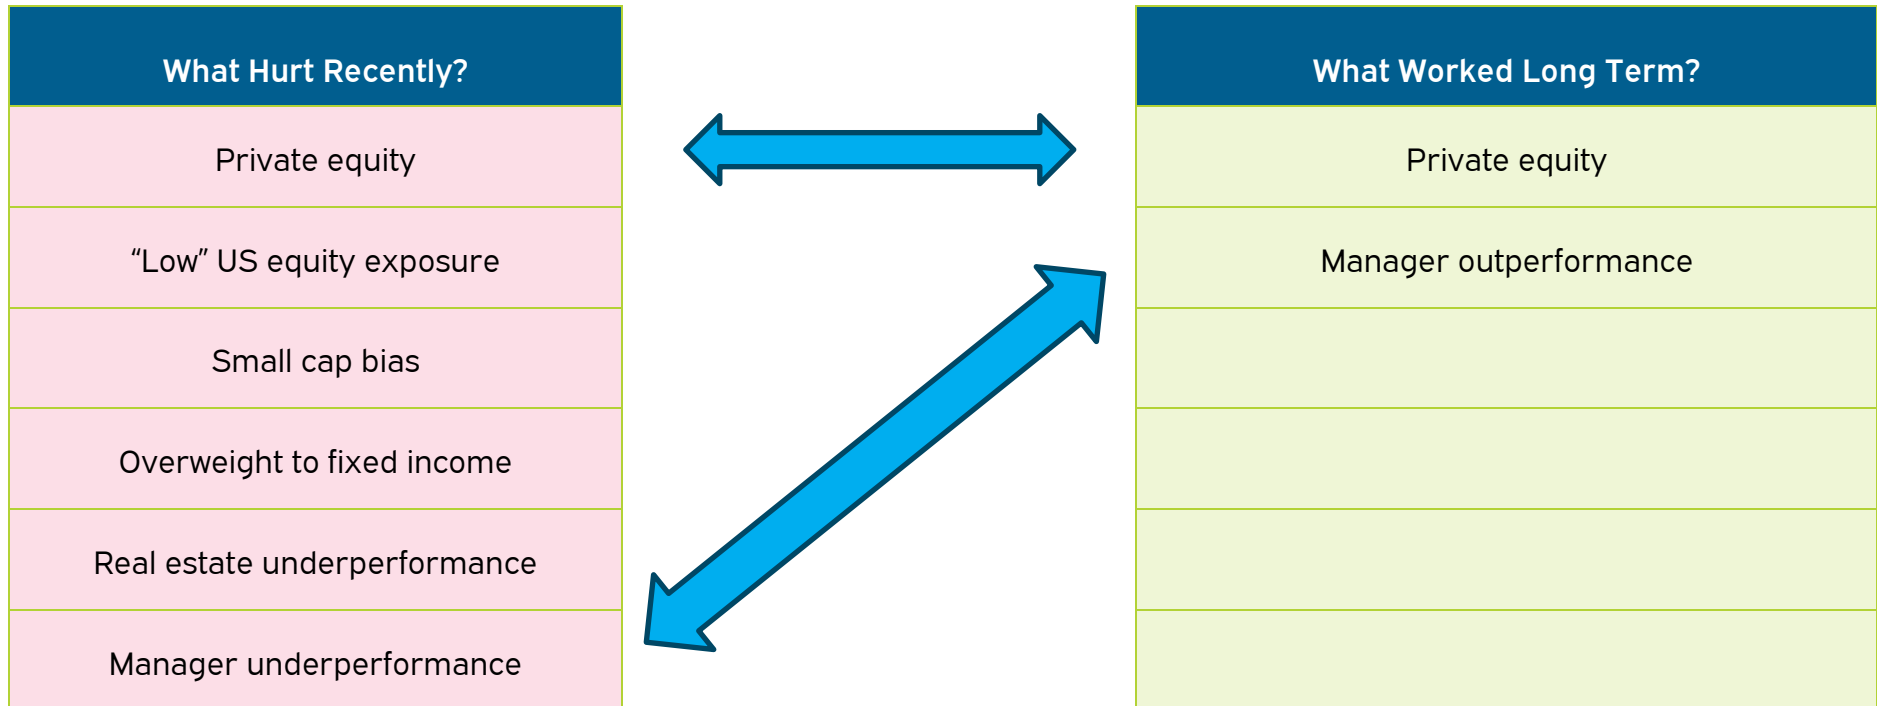 What Hurt Recently?
Private equity
“Low” US equity exposure
Small cap bias
Overweight to fixed income
Real estate underperformance
Manager underperformance
What Worked Long Term?
Private equity
Manager outperformance